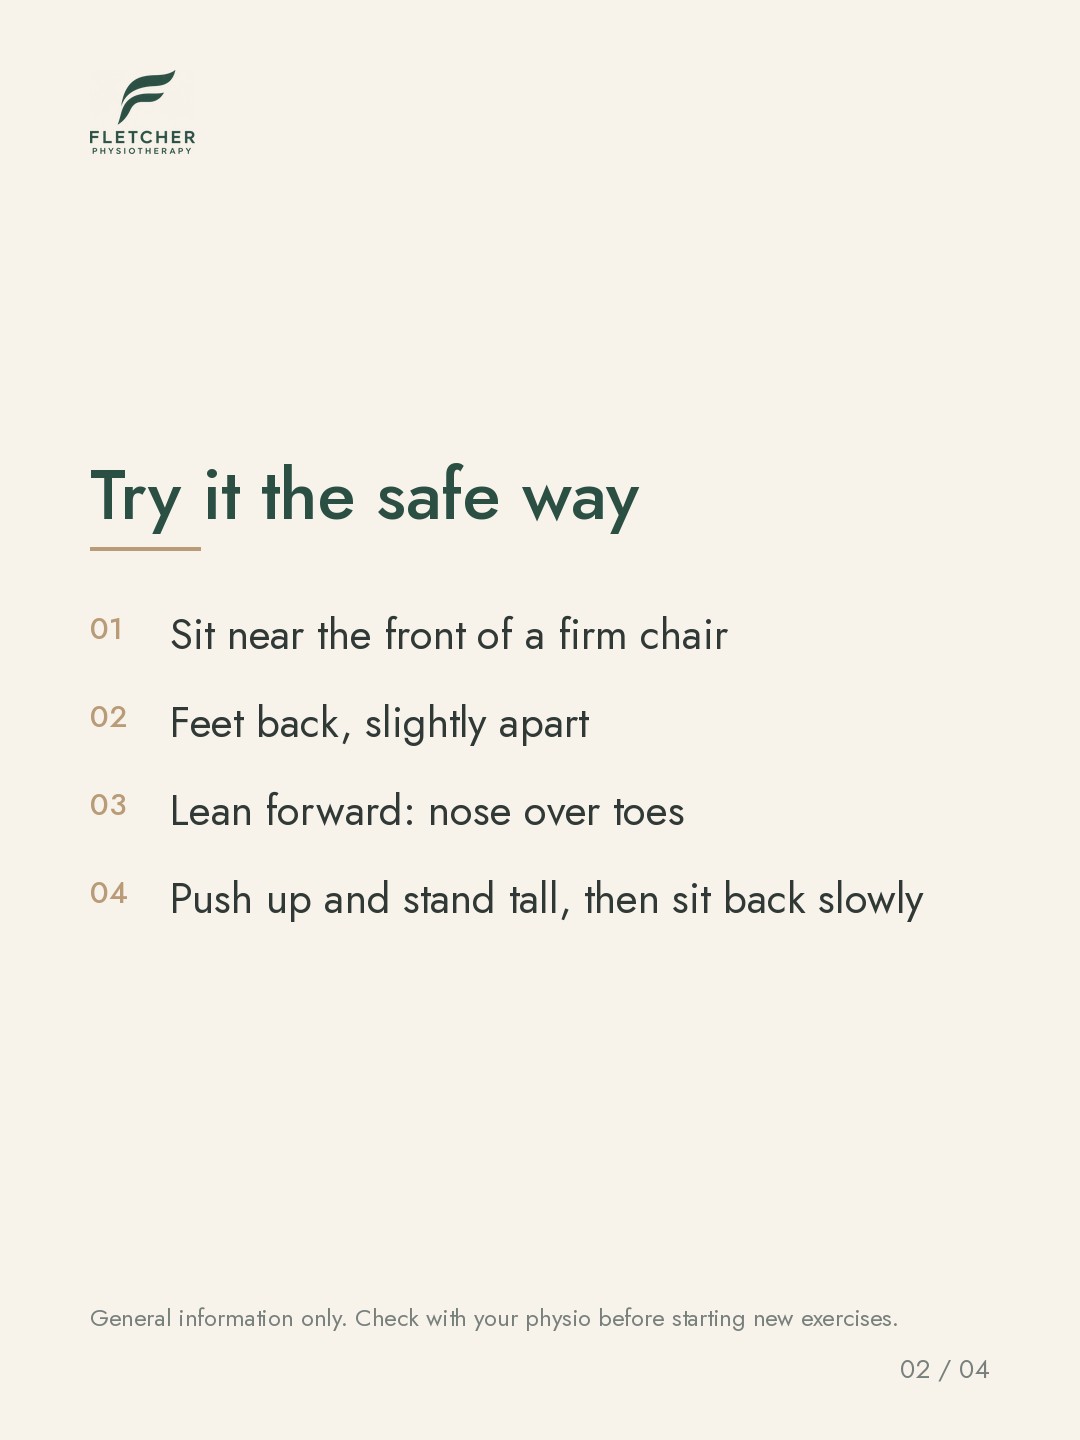 FLETCHER
PHYSIOTHERAPY
Try it the safe way
01 Sit near the front of a firm chair
02 Feet back, slightly apart
03 Lean forward: nose over toes
04 Push up and stand tall, then sit back slowly
General information only. Check with your physio before starting new exercises.
02 / 04